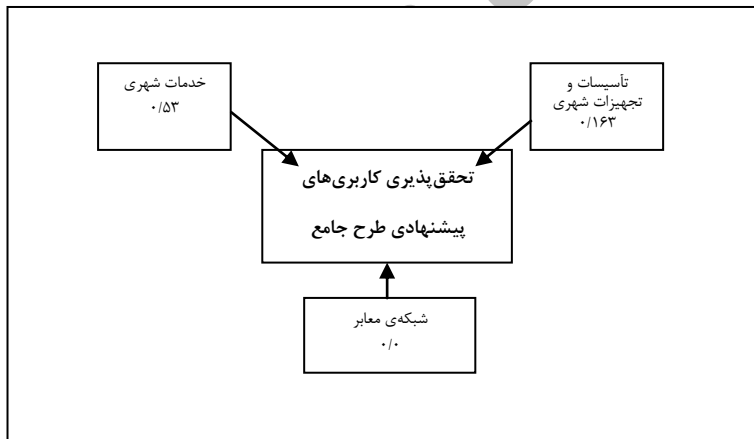 تأسیسات و
تجهیزات شهری
۰/۱۶۳
خدمات شهری
۰/۵۳
تحقق‌پذیری کاربری‌های
پیشنهادی طرح جامع
شبکه‌ی معابر
۰/۰